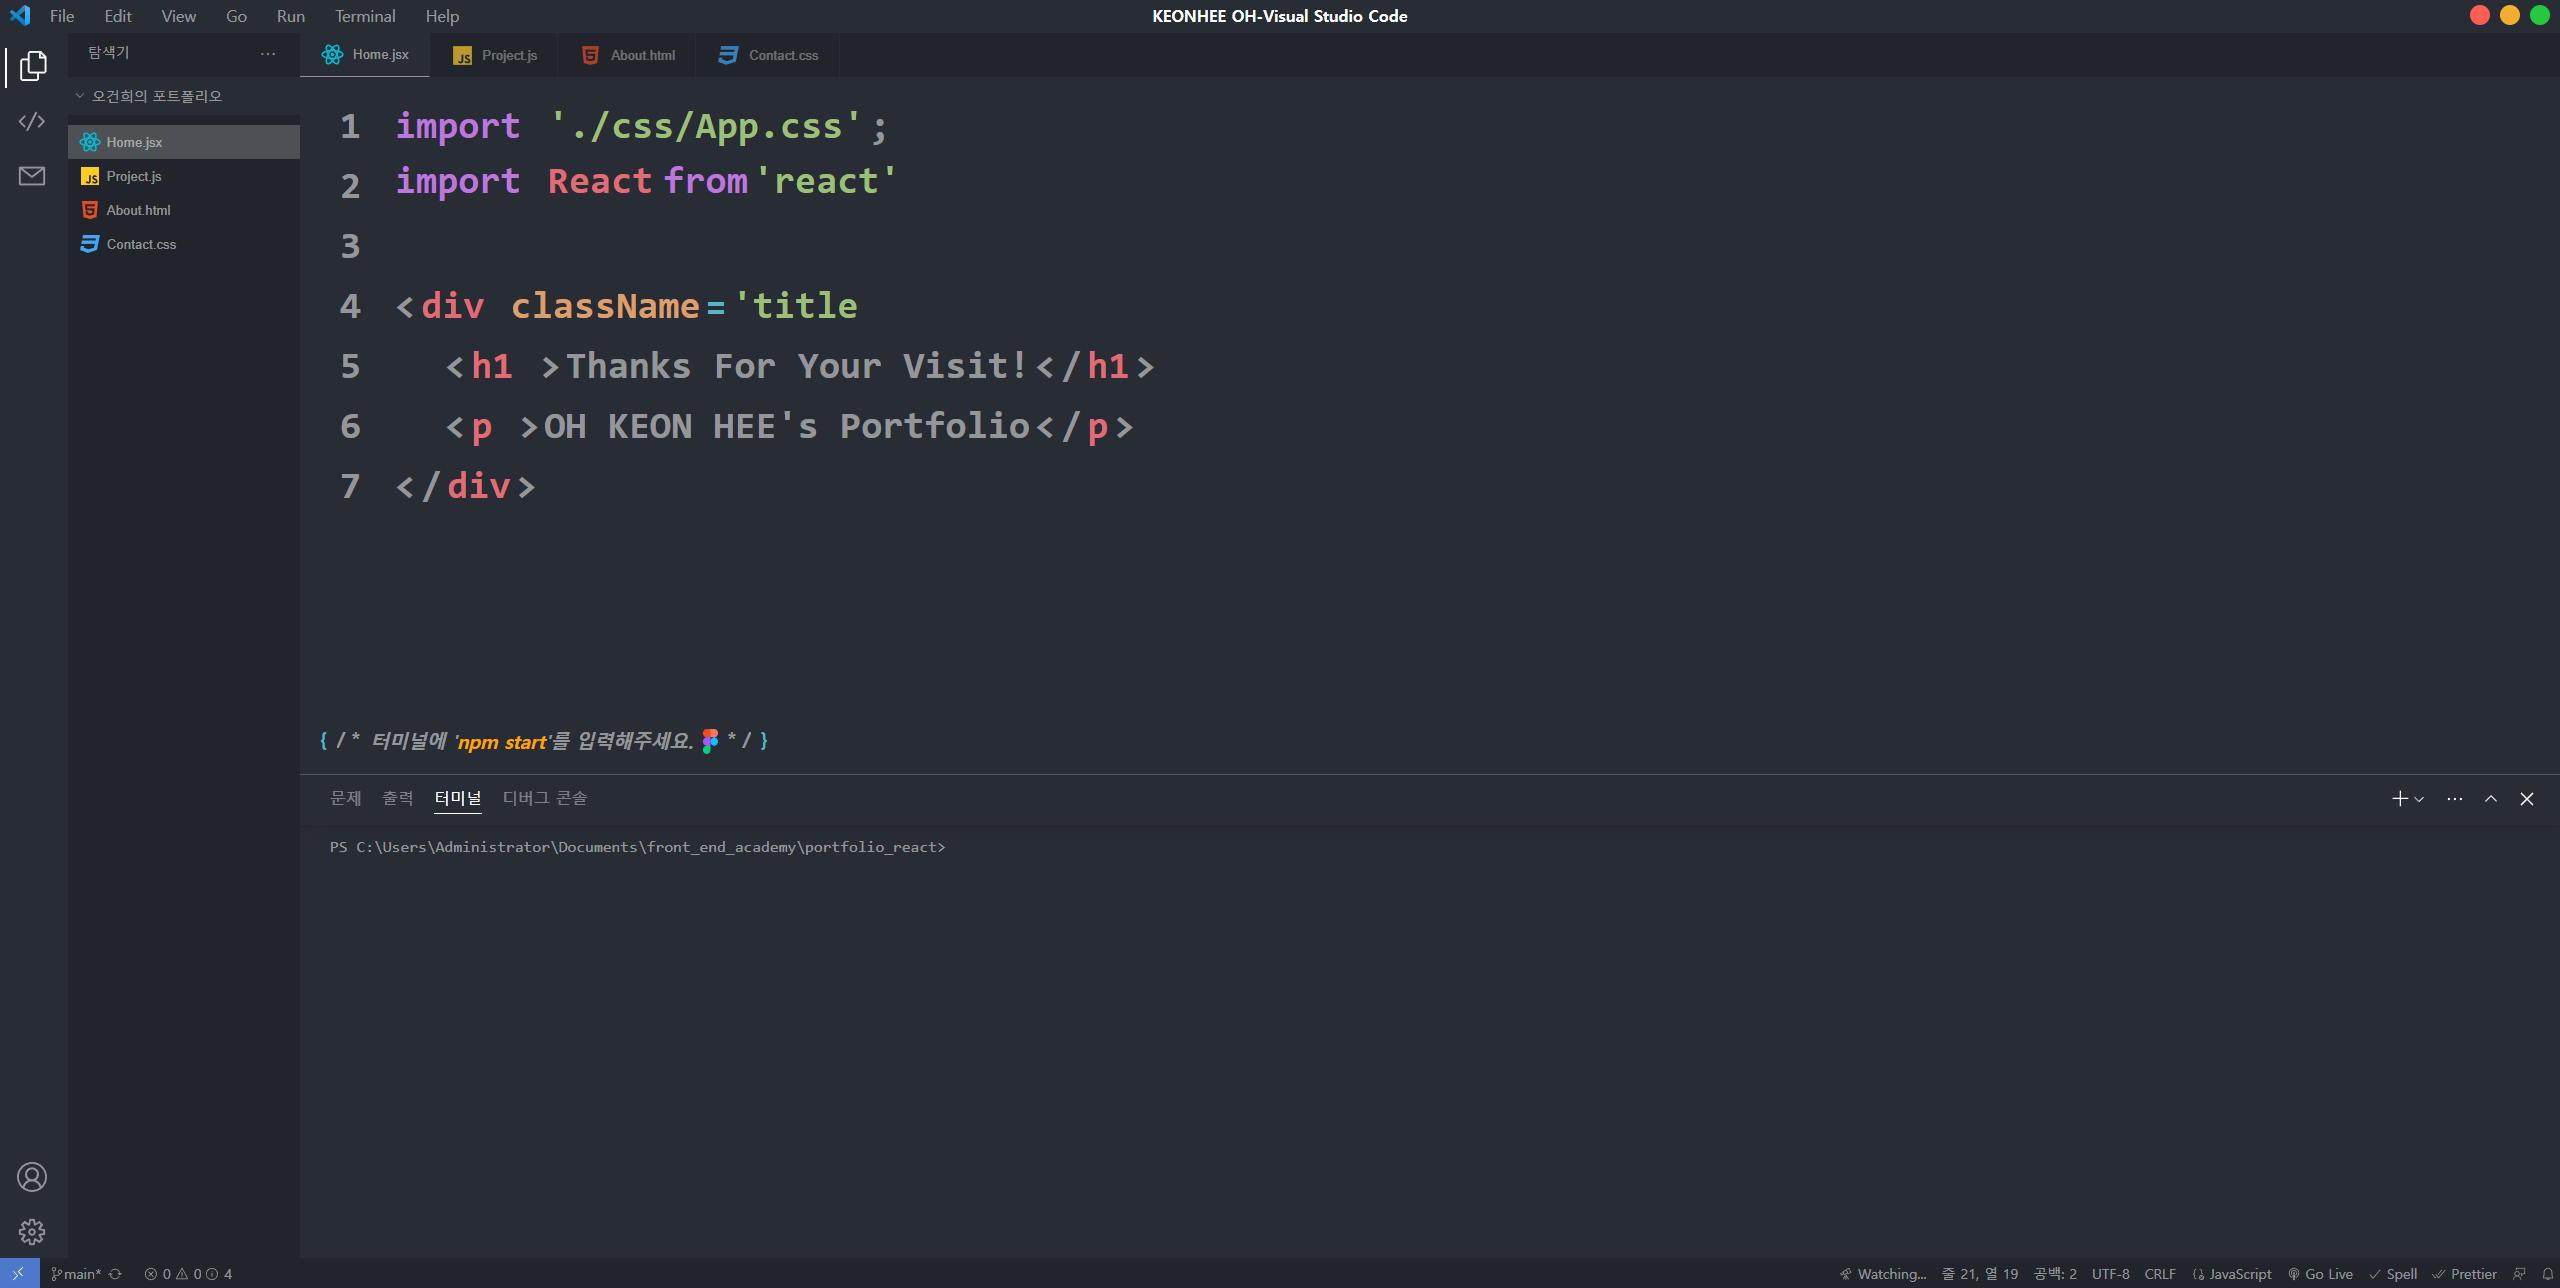 File Edit View Go Run Terminal Help
KEONHEE OH-Visual Studio Code
탐색기 ···
오건희의 포트폴리오
Home.jsx
Project.js
About.html
Contact.css
Home.jsx Project.js About.html Contact.css
1 import './css/App.css';
2 import React from 'react'
3
4 <div className='title
5 <h1 >Thanks For Your Visit!</h1>
6 <p >OH KEON HEE's Portfolio</p>
7 </div>
{ /* 터미널에 'npm start'를 입력해주세요. */ }
문제 출력 터미널 디버그 콘솔
PS C:\Users\Administrator\Documents\front_end_academy\portfolio_react>
main* 0 0 4
Watching... 줄 21, 열 19 공백: 2 UTF-8 CRLF JavaScript Go Live Spell Prettier